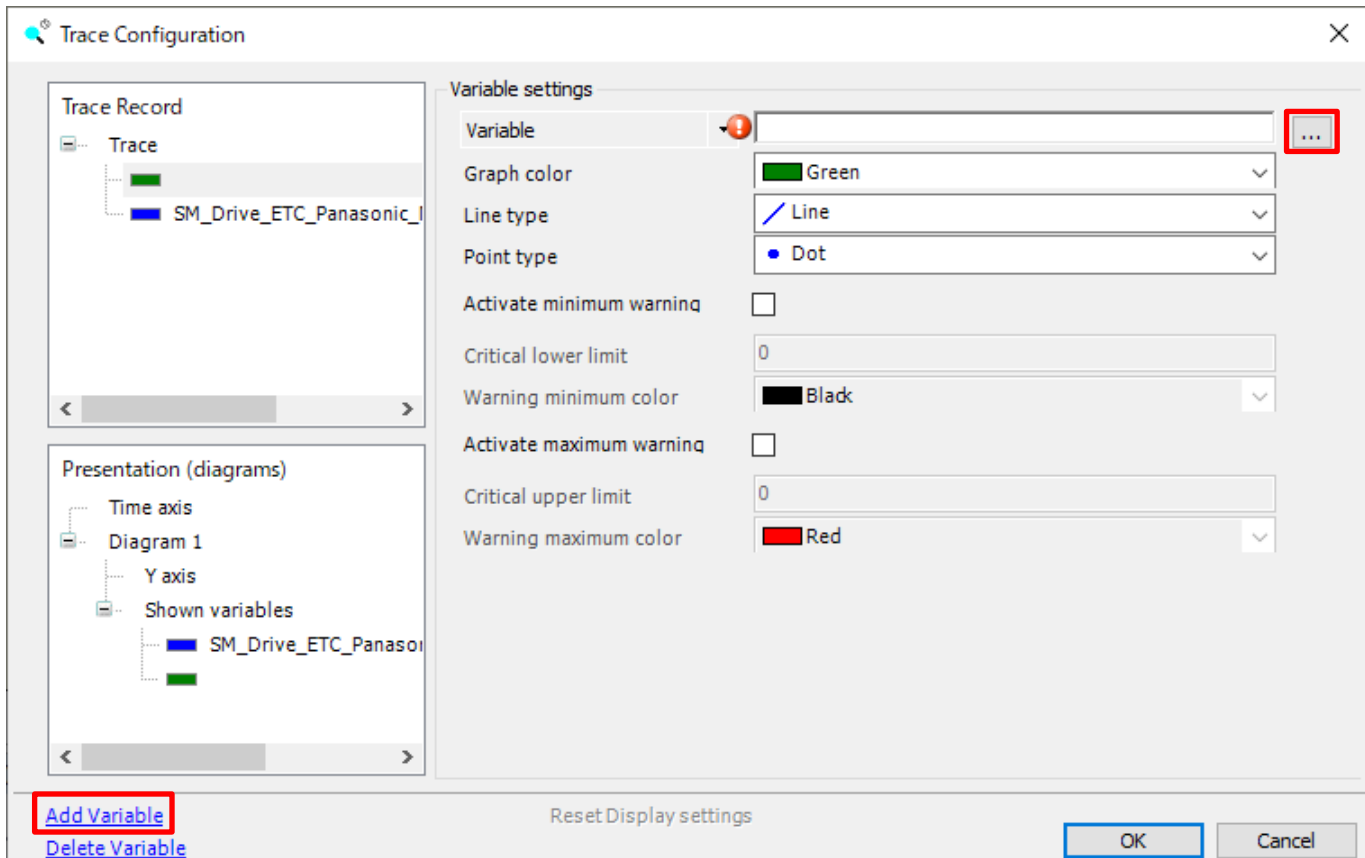 Trace Configuration
Trace Record
Trace
SM_Drive_ETC_Panasonic_
Presentation (diagrams)
Time axis
Diagram 1
Y axis
Shown variables
SM_Drive_ETC_Panaso
Variable settings
Variable
...
Graph color
Green
Line type
Line
Point type
Dot
Activate minimum warning
Critical lower limit
0
Warning minimum color
Black
Activate maximum warning
Critical upper limit
0
Warning maximum color
Red
Add Variable
Delete Variable
Reset Display settings
OK
Cancel